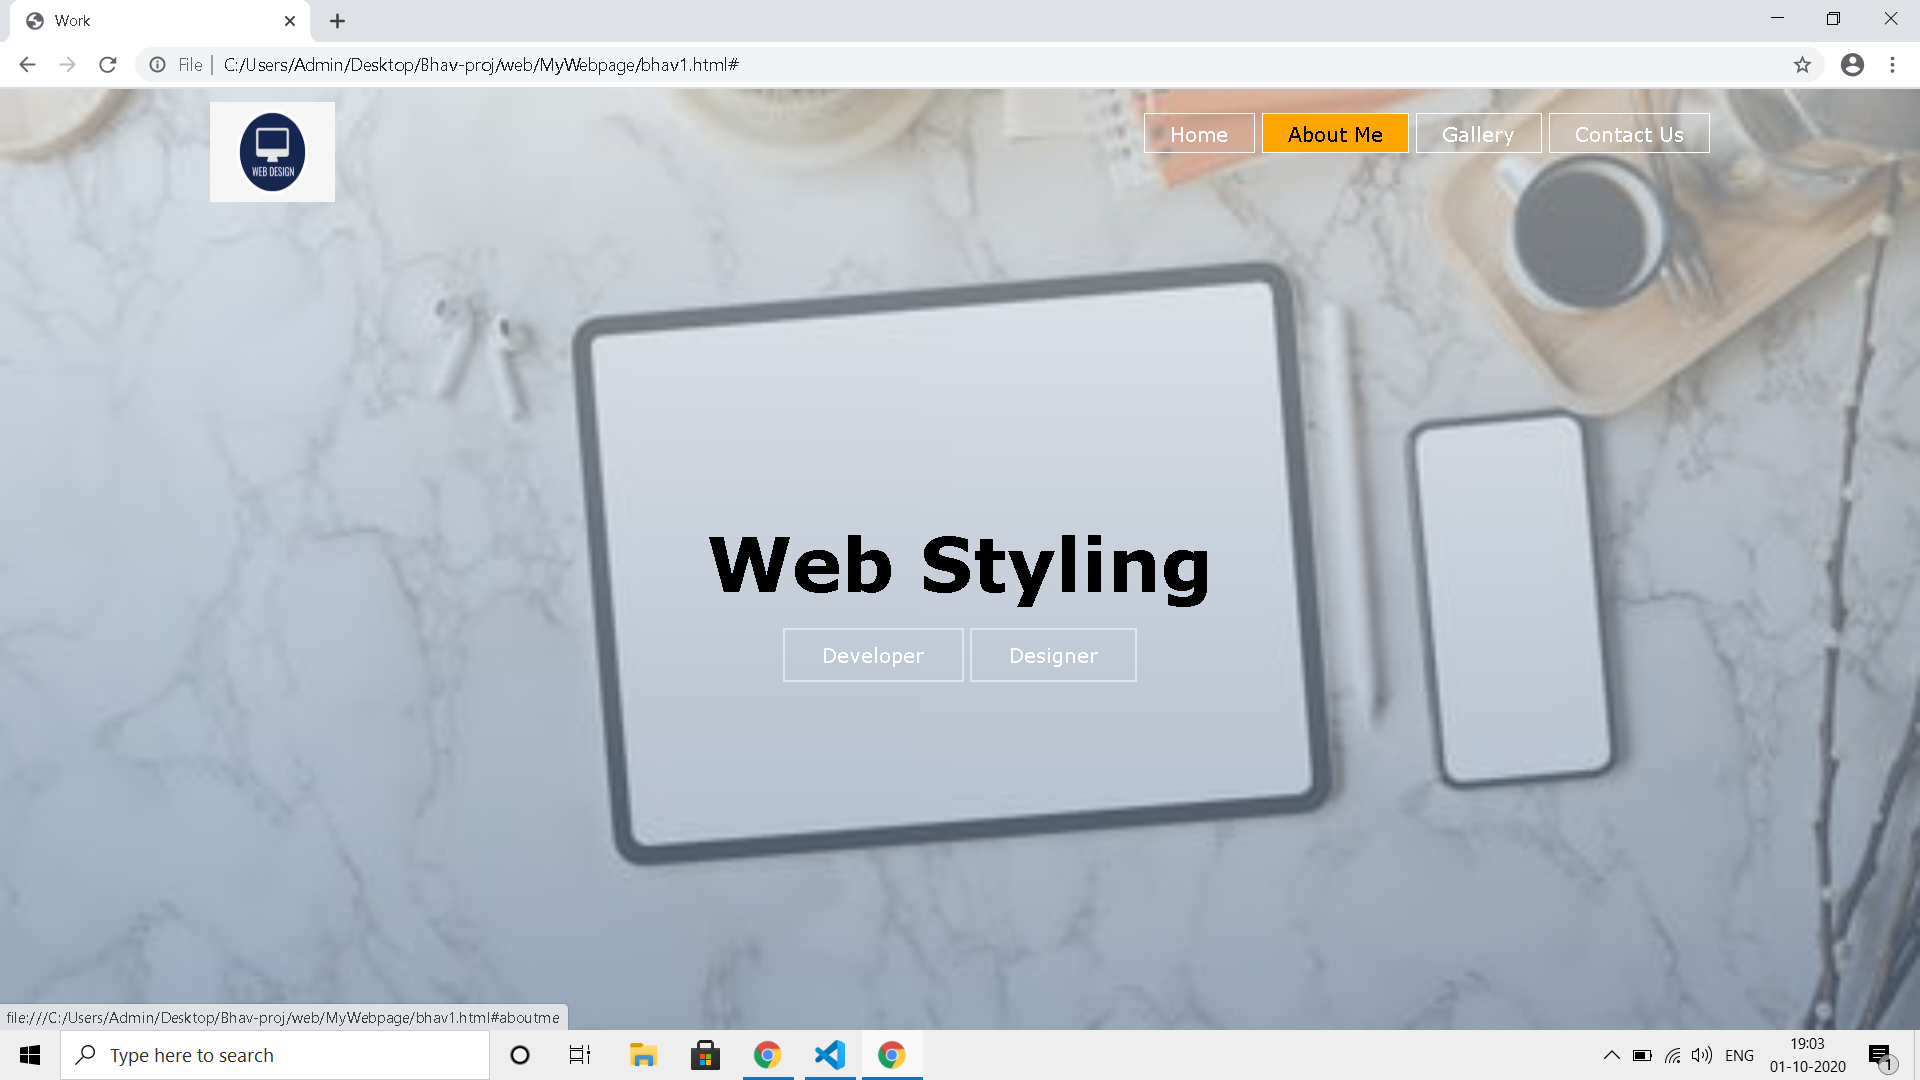 Work
File | C:/Users/Admin/Desktop/Bhav-proj/web/MyWebpage/bhav1.html#
WEB DESIGN
Home About Me Gallery Contact Us
Web Styling
Developer Designer
file:///C:/Users/Admin/Desktop/Bhav-proj/web/MyWebpage/bhav1.html#aboutme
Type here to search
ENG
19:03
01-10-2020
1